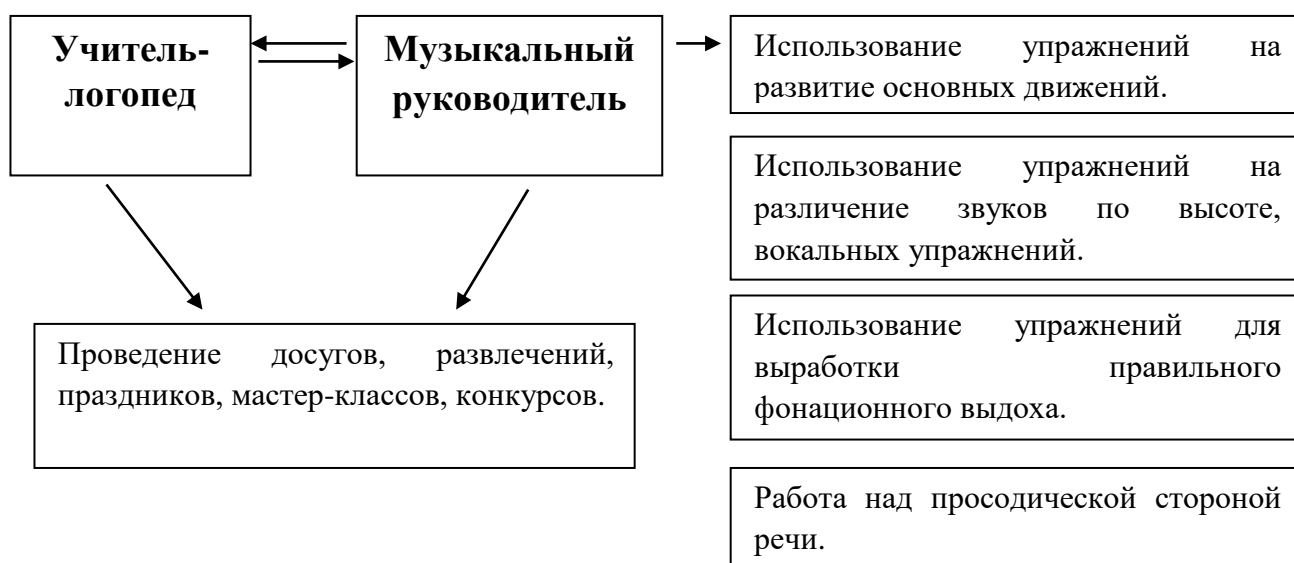 Учитель-
логопед
Музыкальный
руководитель
Использование упражнений на
развитие основных движений.
Использование упражнений на
различение звуков по высоте,
вокальных упражнений.
Проведение досугов, развлечений,
праздников, мастер-классов, конкурсов.
Использование упражнений для
выработки правильного
фонационного выдоха.
Работа над просодической стороной
речи.